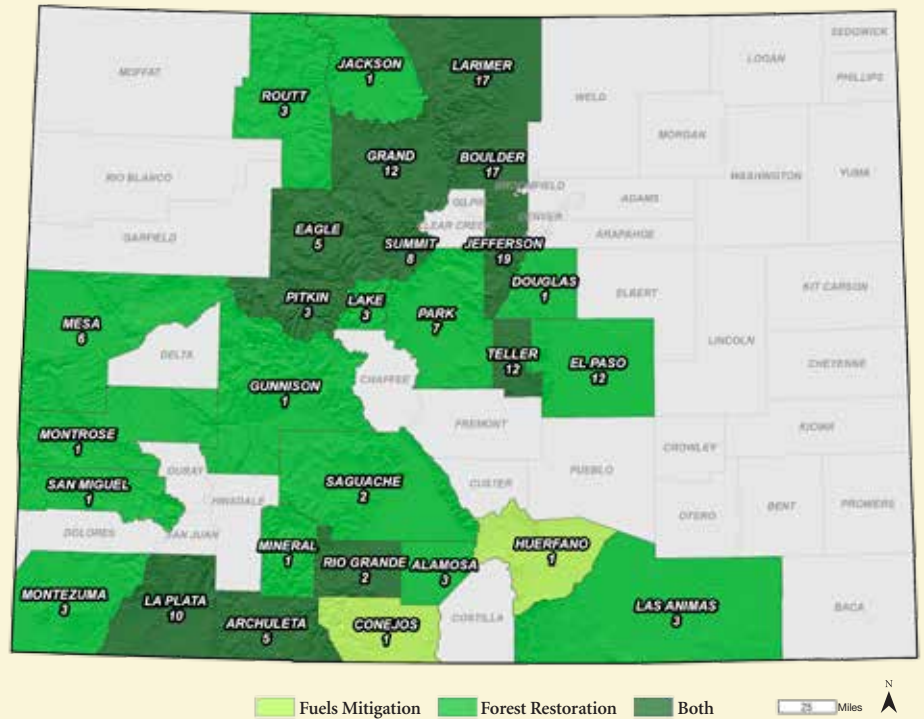 SEDGWICK
LOGAN
PHILLIPS
MOFFAT
JACKSON
1
LARIMER
17
ROUTT
3
WELD
MORGAN
GRAND
12
BOULDER
17
RIO BLANCO
WASHINGTON
YUMA
BROOMFIELD
GILPIN
ADAMS
DENVER
CLEAR CREEK
EAGLE
5
GARFIELD
SUMMIT
8
JEFFERSON
19
ARAPAHOE
DOUGLAS
1
ELBERT
KIT CARSON
PITKIN
3
LAKE
3
PARK
7
MESA
6
LINCOLN
DELTA
TELLER
12
EL PASO
12
CHEYENNE
CHAFFEE
GUNNISON
1
FREMONT
KIOWA
MONTROSE
1
CROWLEY
OURAY
PUEBLO
SAN MIGUEL
1
SAGUACHE
2
CUSTER
HINSDALE
BENT
PROWERS
OTERO
DOLORES
SAN JUAN
MINERAL
1
HUERFANO
1
RIO GRANDE
2
ALAMOSA
3
MONTEZUMA
3
LA PLATA
10
LAS ANIMAS
3
BACA
ARCHULETA
5
CONEJOS
1
COSTILLA
Fuels Mitigation
Forest Restoration
Both
25 Miles
N